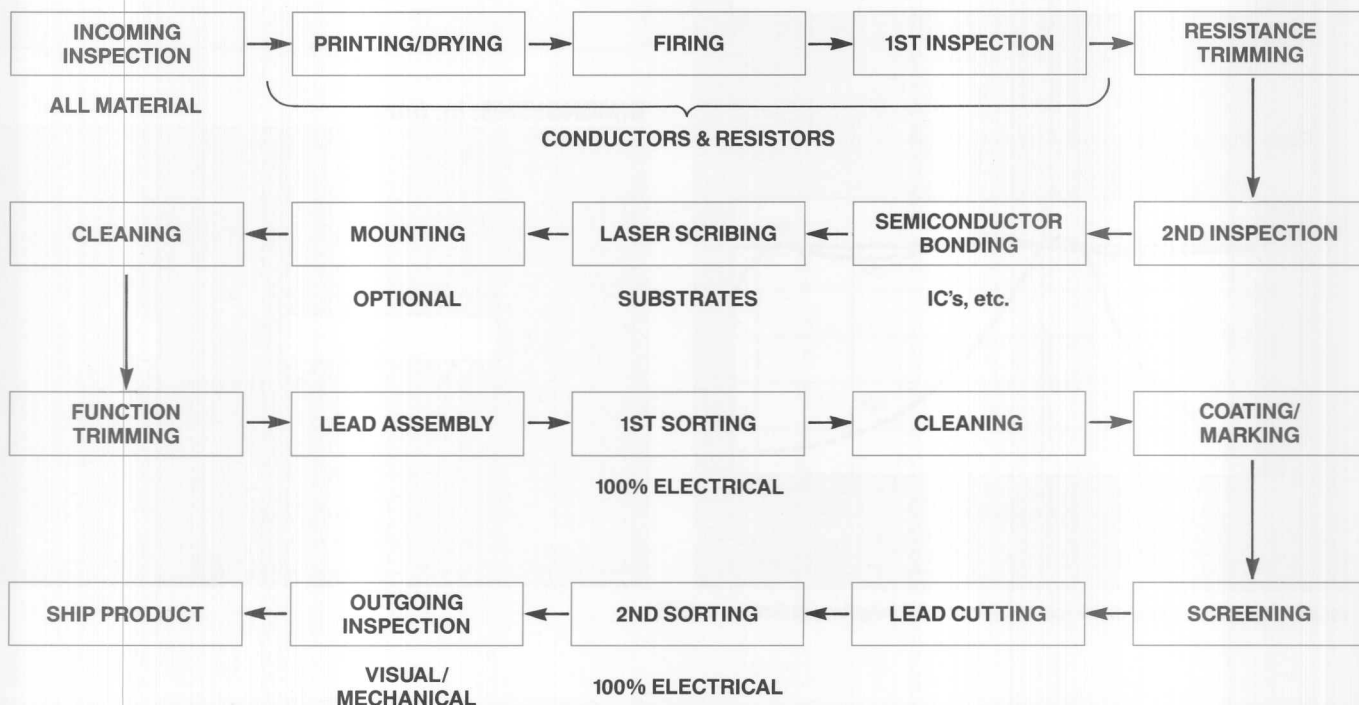 INCOMING
INSPECTION
PRINTING/DRYING
FIRING
1ST INSPECTION
RESISTANCE
TRIMMING
ALL MATERIAL
CONDUCTORS & RESISTORS
CLEANING
MOUNTING
LASER SCRIBING
SEMICONDUCTOR
BONDING
2ND INSPECTION
OPTIONAL
SUBSTRATES
IC's, etc.
FUNCTION
TRIMMING
LEAD ASSEMBLY
1ST SORTING
CLEANING
COATING/
MARKING
100% ELECTRICAL
SHIP PRODUCT
OUTGOING
INSPECTION
2ND SORTING
LEAD CUTTING
SCREENING
VISUAL/
MECHANICAL
100% ELECTRICAL